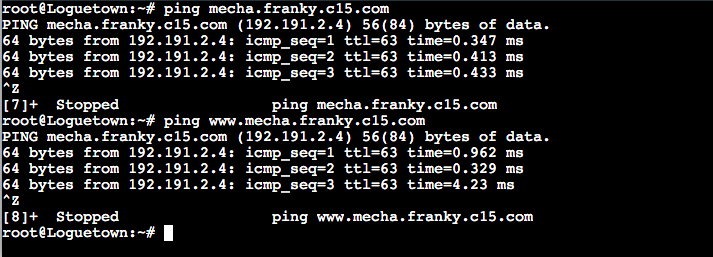 root@Loguetown:~# ping mecha.franky.c15.com
PING mecha.franky.c15.com (192.191.2.4) 56(84) bytes of data.
64 bytes from 192.191.2.4: icmp_seq=1 ttl=63 time=0.347 ms
64 bytes from 192.191.2.4: icmp_seq=2 ttl=63 time=0.413 ms
64 bytes from 192.191.2.4: icmp_seq=3 ttl=63 time=0.433 ms
^Z
[7]+  Stopped                 ping mecha.franky.c15.com
root@Loguetown:~# ping www.mecha.franky.c15.com
PING mecha.franky.c15.com (192.191.2.4) 56(84) bytes of data.
64 bytes from 192.191.2.4: icmp_seq=1 ttl=63 time=0.962 ms
64 bytes from 192.191.2.4: icmp_seq=2 ttl=63 time=0.329 ms
64 bytes from 192.191.2.4: icmp_seq=3 ttl=63 time=4.23 ms
^Z
[8]+  Stopped                 ping www.mecha.franky.c15.com
root@Loguetown:~#